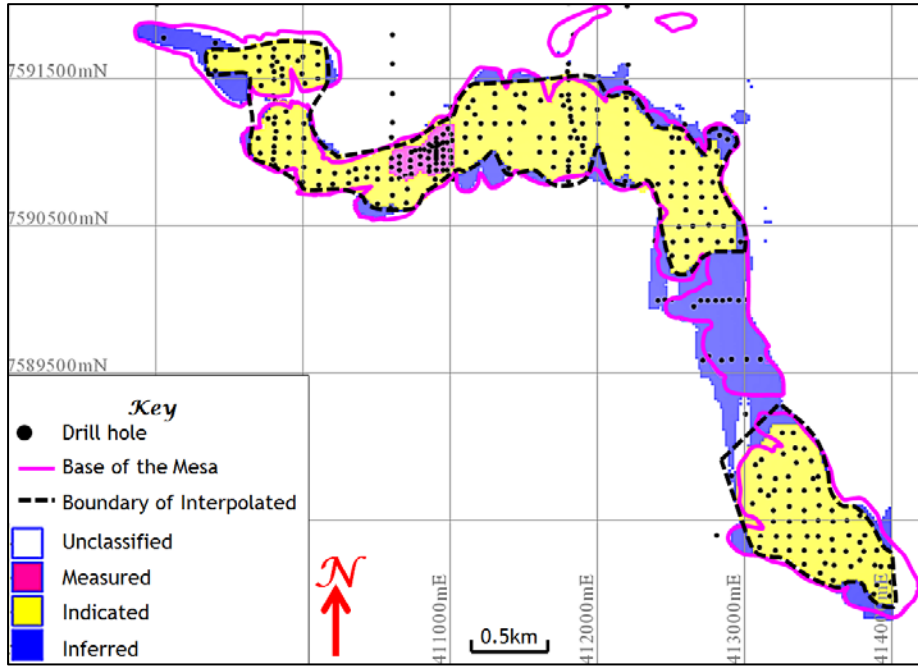 7591500mN
7590500mN
7589500mN
Key
Drill hole
Base of the Mesa
Boundary of Interpolated
Unclassified
Measured
Indicated
Inferred
N
0.5km
411000mE
412000mE
413000mE
414000mE